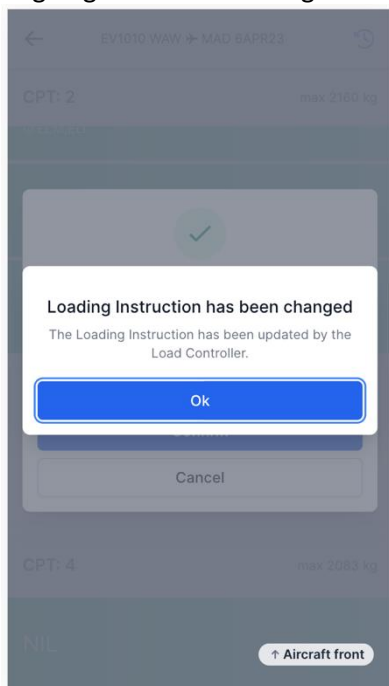 EV1010 WAW ✈ MAD 8APR23
CPT: 2 max 2160 kg
Loading Instruction has been changed
The Loading Instruction has been updated by the
Load Controller.
Ok
Confirm
Cancel
CPT: 4 max 2083 kg
NIL
↑ Aircraft front